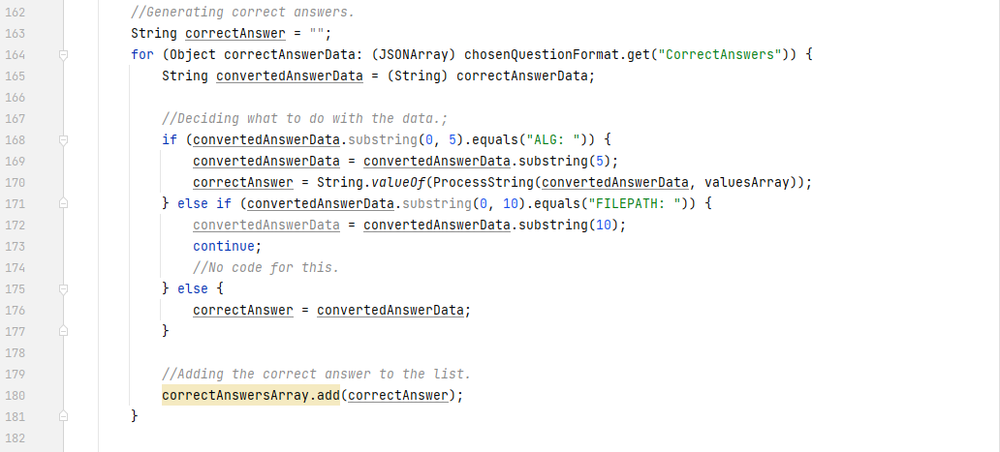 162 //Generating correct answers.
163 String correctAnswer = "";
164 for (Object correctAnswerData: (JSONArray) chosenQuestionFormat.get("CorrectAnswers")) {
165 String convertedAnswerData = (String) correctAnswerData;
166
167 //Deciding what to do with the data.;
168 if (convertedAnswerData.substring(0, 5).equals("ALG: ")) {
169 convertedAnswerData = convertedAnswerData.substring(5);
170 correctAnswer = String.valueOf(ProcessString(convertedAnswerData, valuesArray));
171 } else if (convertedAnswerData.substring(0, 10).equals("FILEPATH: ")) {
172 convertedAnswerData = convertedAnswerData.substring(10);
173 continue;
174 //No code for this.
175 } else {
176 correctAnswer = convertedAnswerData;
177 }
178
179 //Adding the correct answer to the list.
180 correctAnswersArray.add(correctAnswer);
181 }
182